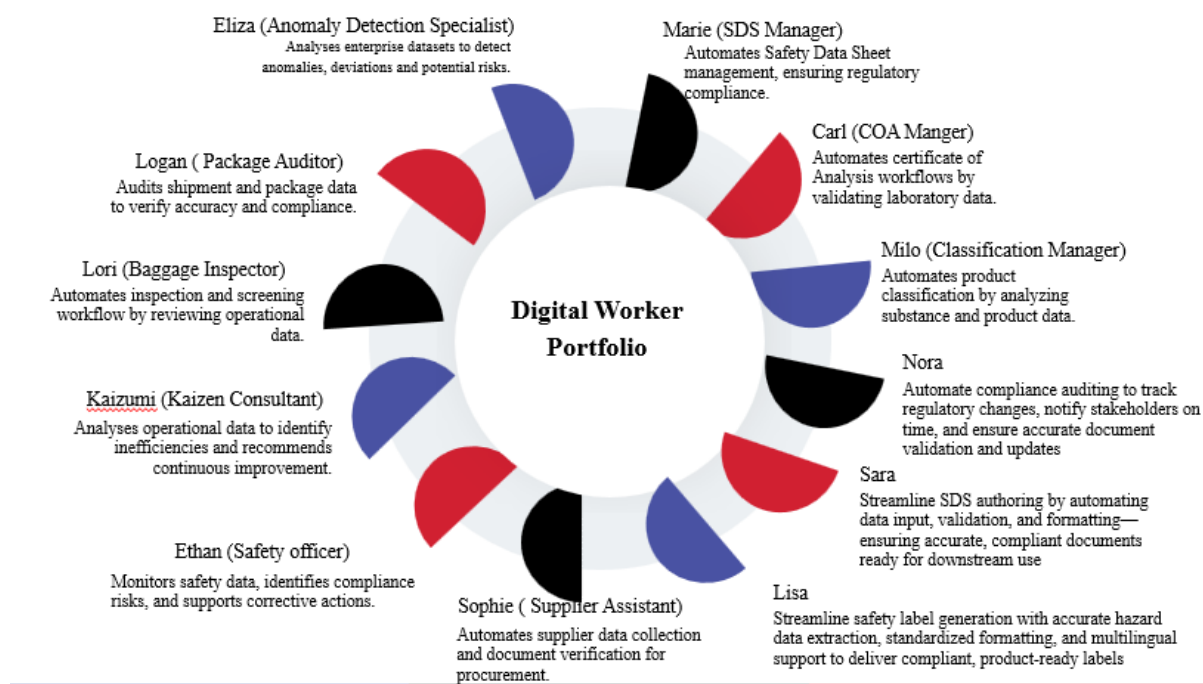 Eliza (Anomaly Detection Specialist)
Analyses enterprise datasets to detect
anomalies, deviations and potential risks.
Marie (SDS Manager)
Automates Safety Data Sheet
management, ensuring regulatory
compliance.
Carl (COA Manger)
Automates certificate of
Analysis workflows by
validating laboratory data.
Milo (Classification Manager)
Automates product
classification by analyzing
substance and product data.
Nora
Automate compliance auditing to track
regulatory changes, notify stakeholders on
time, and ensure accurate document
validation and updates
Sara
Streamline SDS authoring by automating
data input, validation, and formatting—
ensuring accurate, compliant documents
ready for downstream use
Lisa
Streamline safety label generation with accurate hazard
data extraction, standardized formatting, and multilingual
support to deliver compliant, product-ready labels
Sophie ( Supplier Assistant)
Automates supplier data collection
and document verification for
procurement.
Ethan (Safety officer)
Monitors safety data, identifies compliance
risks, and supports corrective actions.
Kaizumi (Kaizen Consultant)
Analyses operational data to identify
inefficiencies and recommends
continuous improvement.
Lori (Baggage Inspector)
Automates inspection and screening
workflow by reviewing operational
data.
Logan ( Package Auditor)
Audits shipment and package data
to verify accuracy and compliance.
Digital Worker
Portfolio